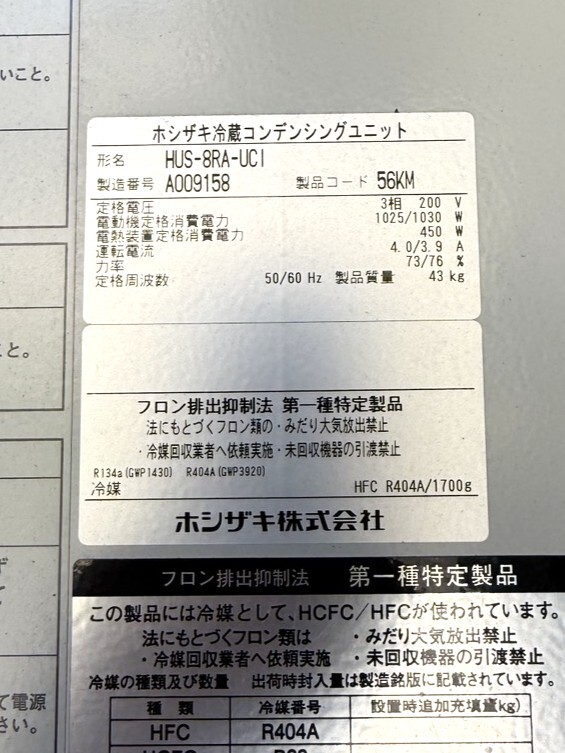 いこと。
ホシザキ冷蔵コンデンシングユニット
形名 HUS-8RA-UCI
製造番号 A009158 製品コード 56KM
定格電圧 3相 200 V
電動機定格消費電力 1025/1030 W
電熱装置定格消費電力 450 W
運転電流 4.0/3.9 A
力率 73/76 %
定格周波数 50/60 Hz 製品質量 43 kg
こと。
フロン排出抑制法 第一種特定製品
法にもとづくフロン類の・みだり大気放出禁止
・冷媒回収業者へ依頼実施・未回収機器の引渡禁止
R134a(GWP1430) R404A(GWP3920)
冷媒 HFC R404A/1700g
ホシザキ株式会社
フロン排出抑制法 第一種特定製品
この製品には冷媒として、HCFC/HFCが使われています。
法にもとづくフロン類は ・みだり大気放出禁止
・冷媒回収業者へ依頼実施 ・未回収機器の引渡禁止
冷媒の種類及び数量 出荷時封入量は製造銘版に記載されています。
て電源
さい。
種類 冷媒番号 設置時追加充填量(kg)
HFC R404A